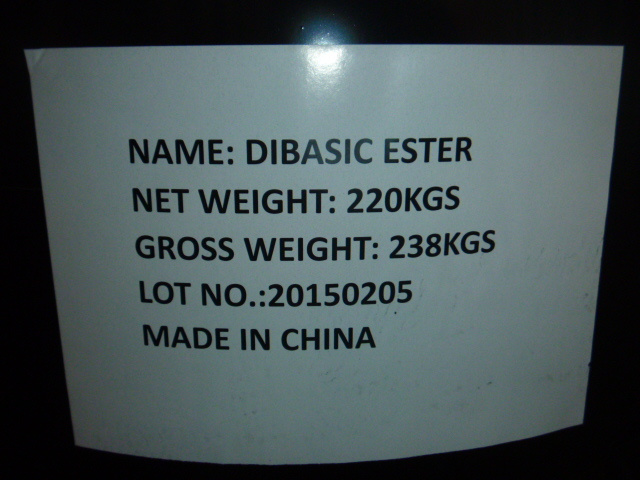 NAME: DIBASIC ESTER
NET WEIGHT: 220KGS
GROSS WEIGHT: 238KGS
LOT NO.:20150205
MADE IN CHINA